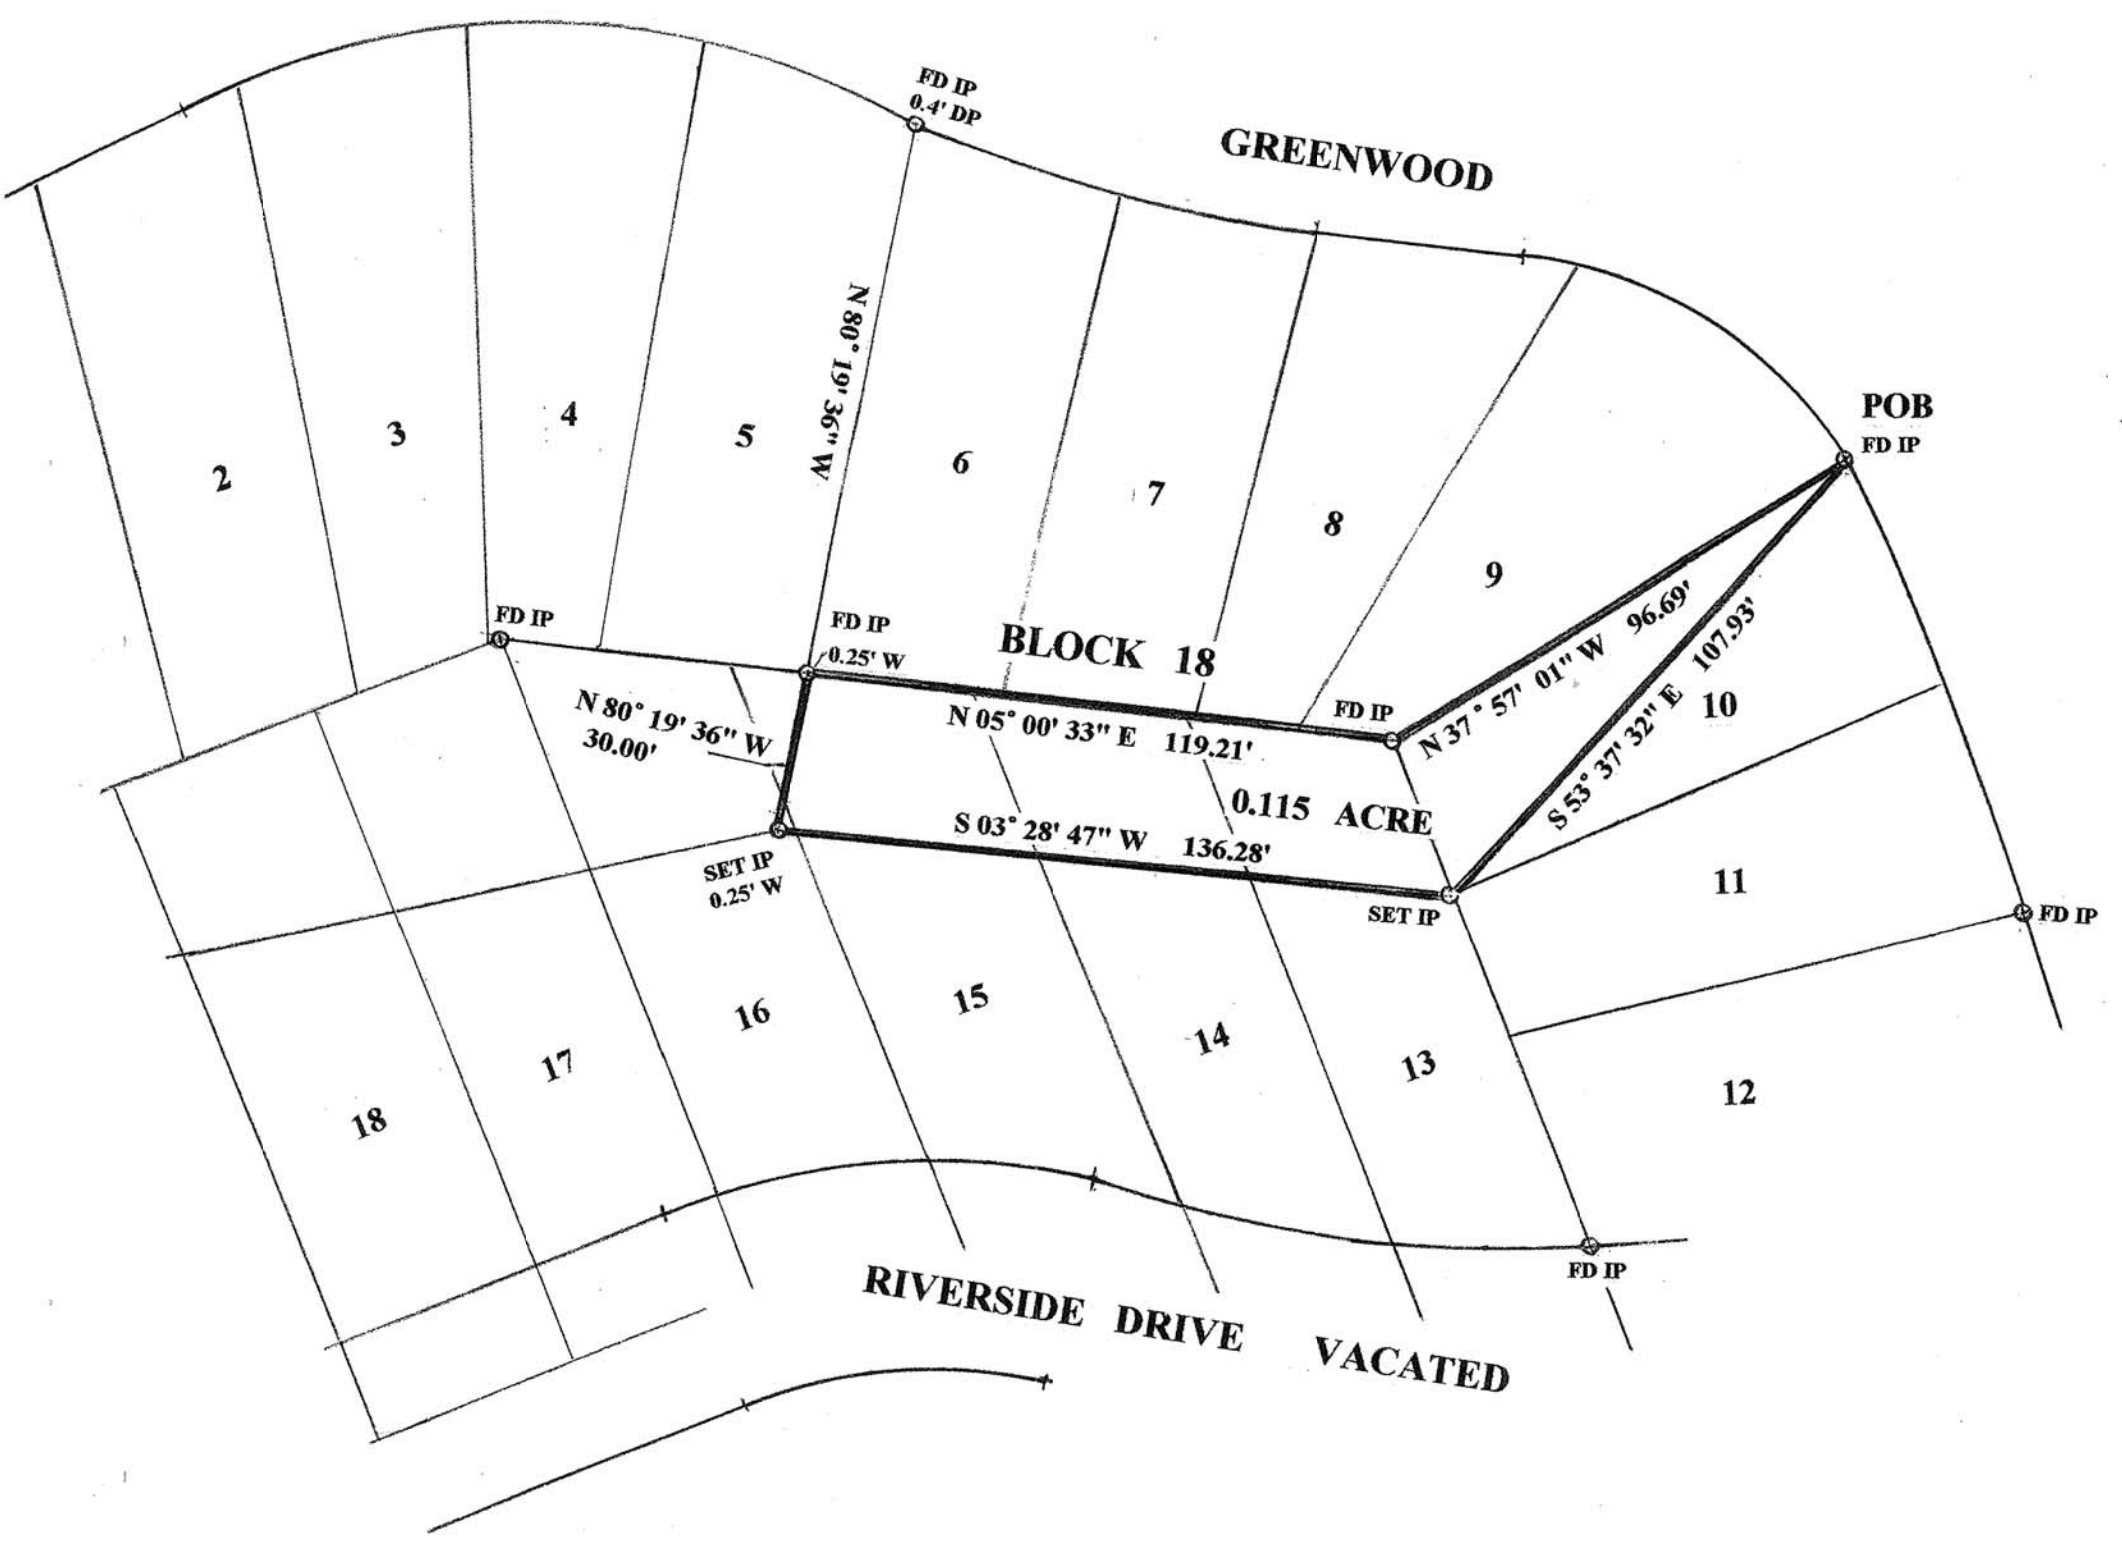 FD IP
0.4' DP
GREENWOOD
N 80° 19' 36" W
POB
FD IP
2
3
4
5
6
7
8
9
10
FD IP
FD IP
0.25' W
BLOCK 18
FD IP
N 37° 57' 01" W 96.69'
S 53° 37' 32" E 107.93'
N 80° 19' 36" W
30.00'
N 05° 00' 33" E 119.21'
0.115 ACRE
S 03° 28' 47" W 136.28'
SET IP
0.25' W
SET IP
11
FD IP
18
17
16
15
14
13
12
FD IP
RIVERSIDE DRIVE VACATED